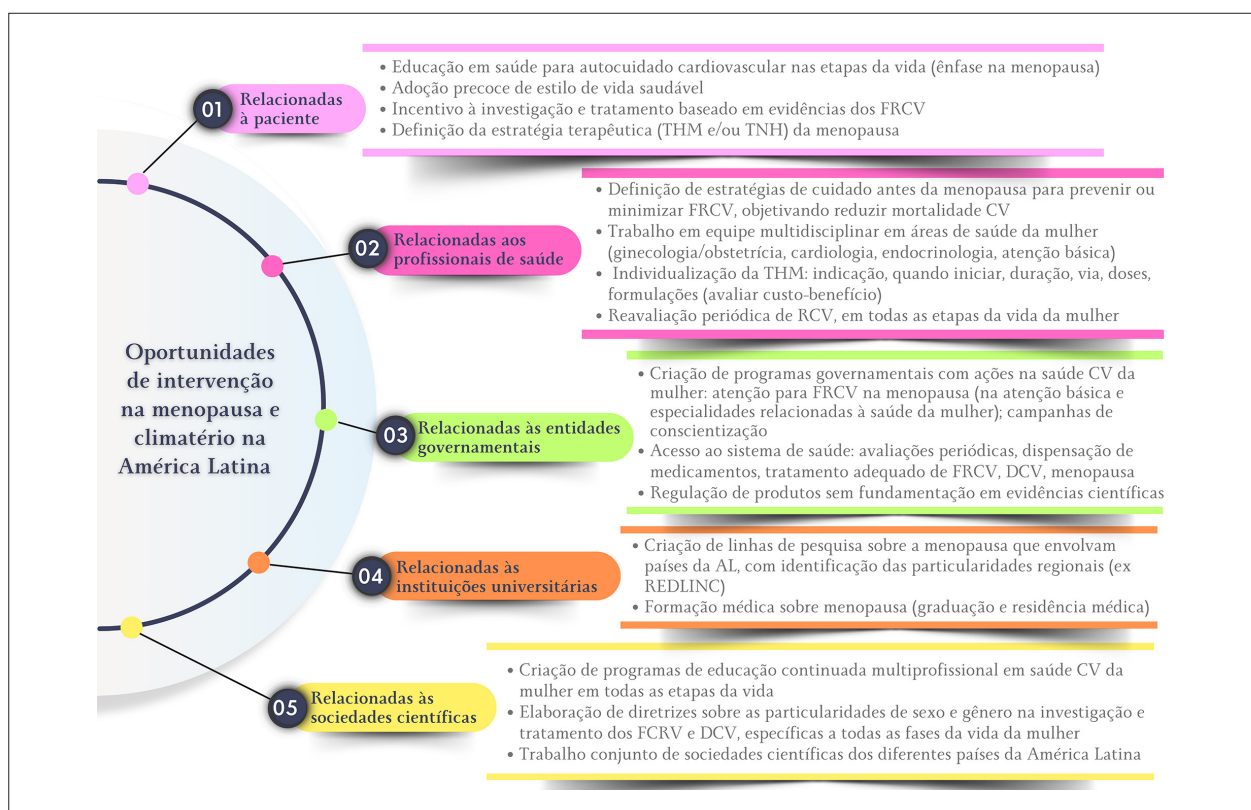 Oportunidades
de intervenção
na menopausa e
climatério na
América Latina
01
Relacionadas
à paciente
• Educação em saúde para autocuidado cardiovascular nas etapas da vida (ênfase na menopausa)
• Adoção precoce de estilo de vida saudável
• Incentivo à investigação e tratamento baseado em evidências dos FRCV
• Definição da estratégia terapêutica (THM e/ou TNH) da menopausa
02
Relacionadas aos
profissionais de saúde
• Definição de estratégias de cuidado antes da menopausa para prevenir ou
minimizar FRCV, objetivando reduzir mortalidade CV
• Trabalho em equipe multidisciplinar em áreas de saúde da mulher
(ginecologia/obstetrícia, cardiologia, endocrinologia, atenção básica)
• Individualização da THM: indicação, quando iniciar, duração, via, doses,
formulações (avaliar custo-benefício)
• Reavaliação periódica de RCV, em todas as etapas da vida da mulher
03
Relacionadas às entidades
governamentais
• Criação de programas governamentais com ações na saúde CV da
mulher: atenção para FRCV na menopausa (na atenção básica e
especialidades relacionadas à saúde da mulher); campanhas de
conscientização
• Acesso ao sistema de saúde: avaliações periódicas, dispensação de
medicamentos, tratamento adequado de FRCV, DCV, menopausa
• Regulação de produtos sem fundamentação em evidências científicas
04
Relacionadas às
instituições universitárias
• Criação de linhas de pesquisa sobre a menopausa que envolvam
países da AL, com identificação das particularidades regionais (ex
REDLINC)
• Formação médica sobre menopausa (graduação e residência médica)
05
Relacionadas às
sociedades científicas
• Criação de programas de educação continuada multiprofissional em saúde CV da
mulher em todas as etapas da vida
• Elaboração de diretrizes sobre as particularidades de sexo e gênero na investigação e
tratamento dos FCRV e DCV, específicas a todas as fases da vida da mulher
• Trabalho conjunto de sociedades científicas dos diferentes países da América Latina